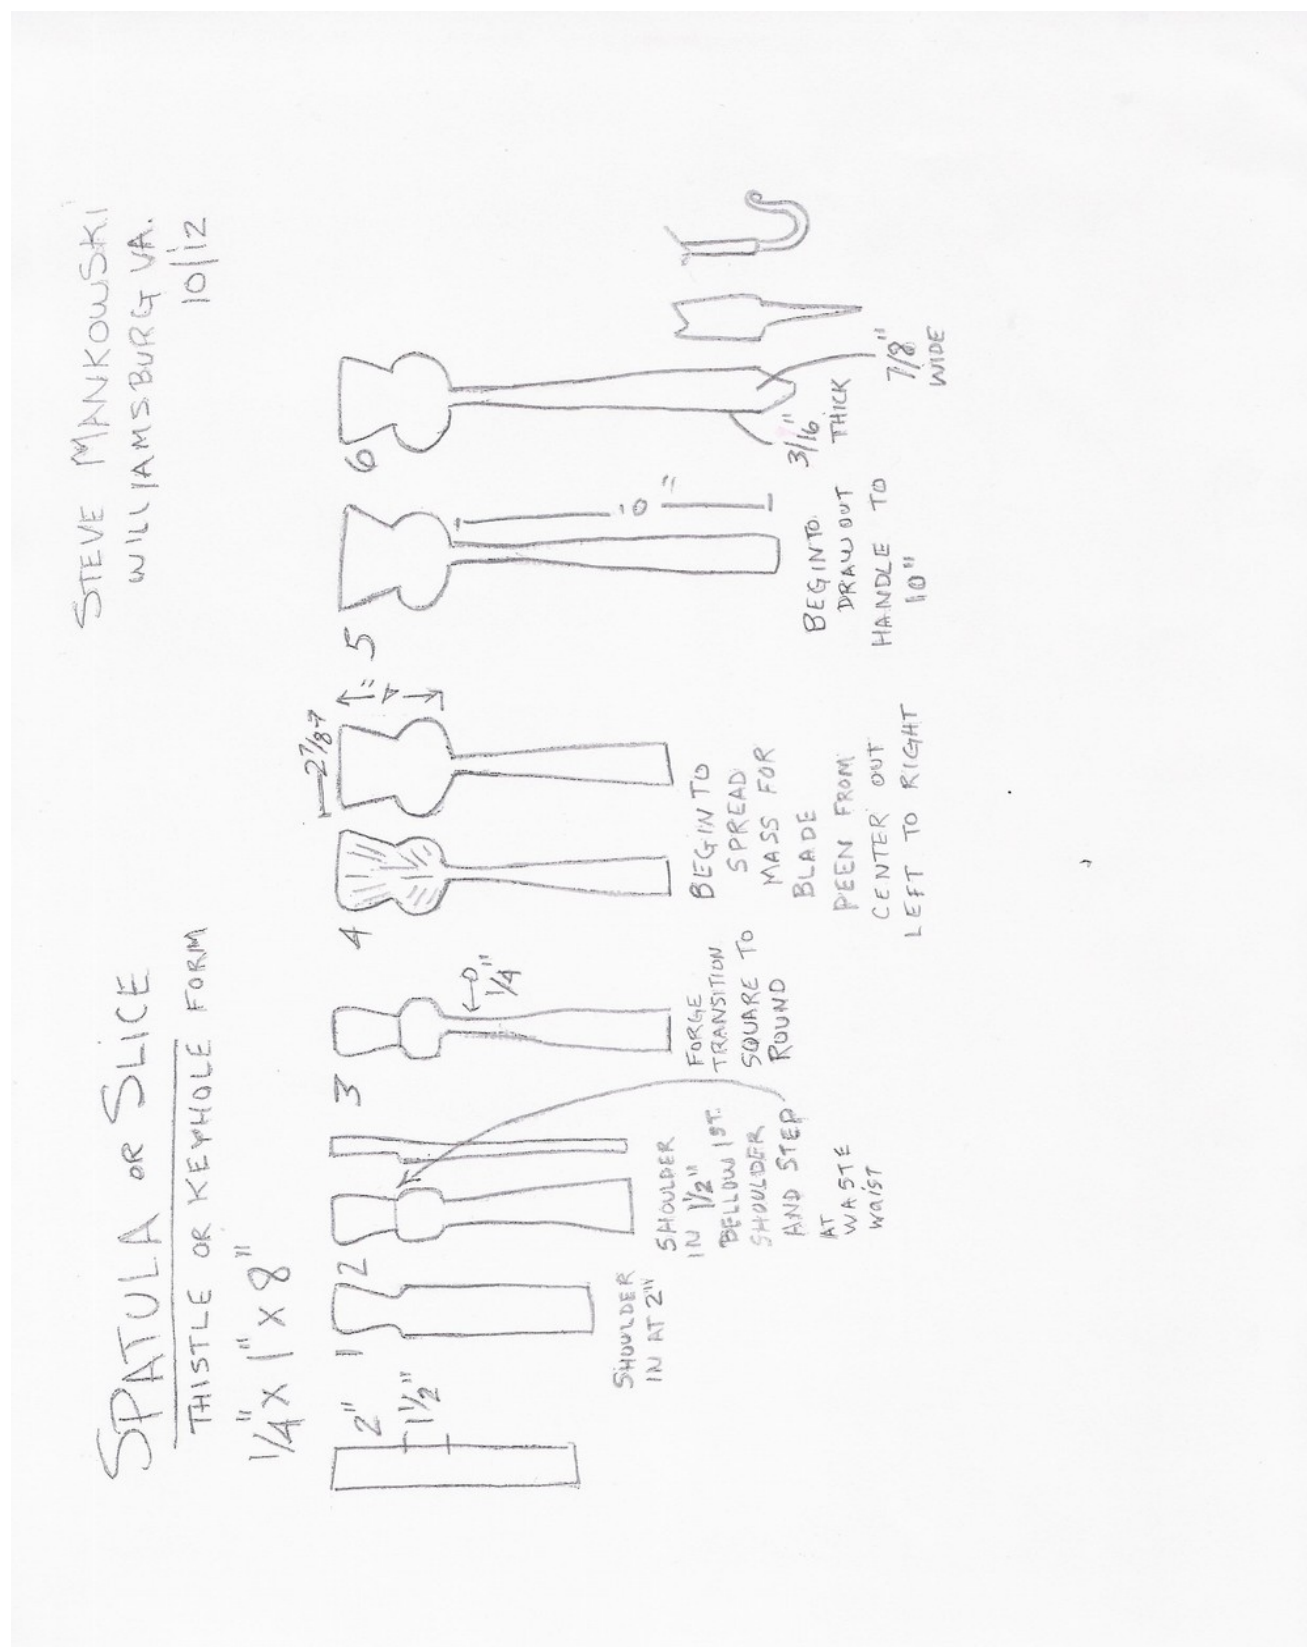 SPATULA OR SLICE
THISTLE OR KEYHOLE FORM
1/4" X 1" X 8"
STEVE MANKOWSKI
WILLIAMSBURG VA.
10/12
2"
1 1/2"
1
SHOULDER
IN AT 2"
2
SHOULDER
IN 1 1/2"
BELLOW 1ST.
SHOULDER
AND STEP
AT
WASTE
waist
3
1/4"
FORGE
TRANSITION
SQUARE TO
ROUND
4
2 7/8
4"
BEGIN TO
SPREAD
MASS FOR
BLADE
PEEN FROM
CENTER OUT
LEFT TO RIGHT
5
10"
BEGIN TO
DRAW OUT
HANDLE TO
10"
6
3/16"
THICK
7/8"
WIDE